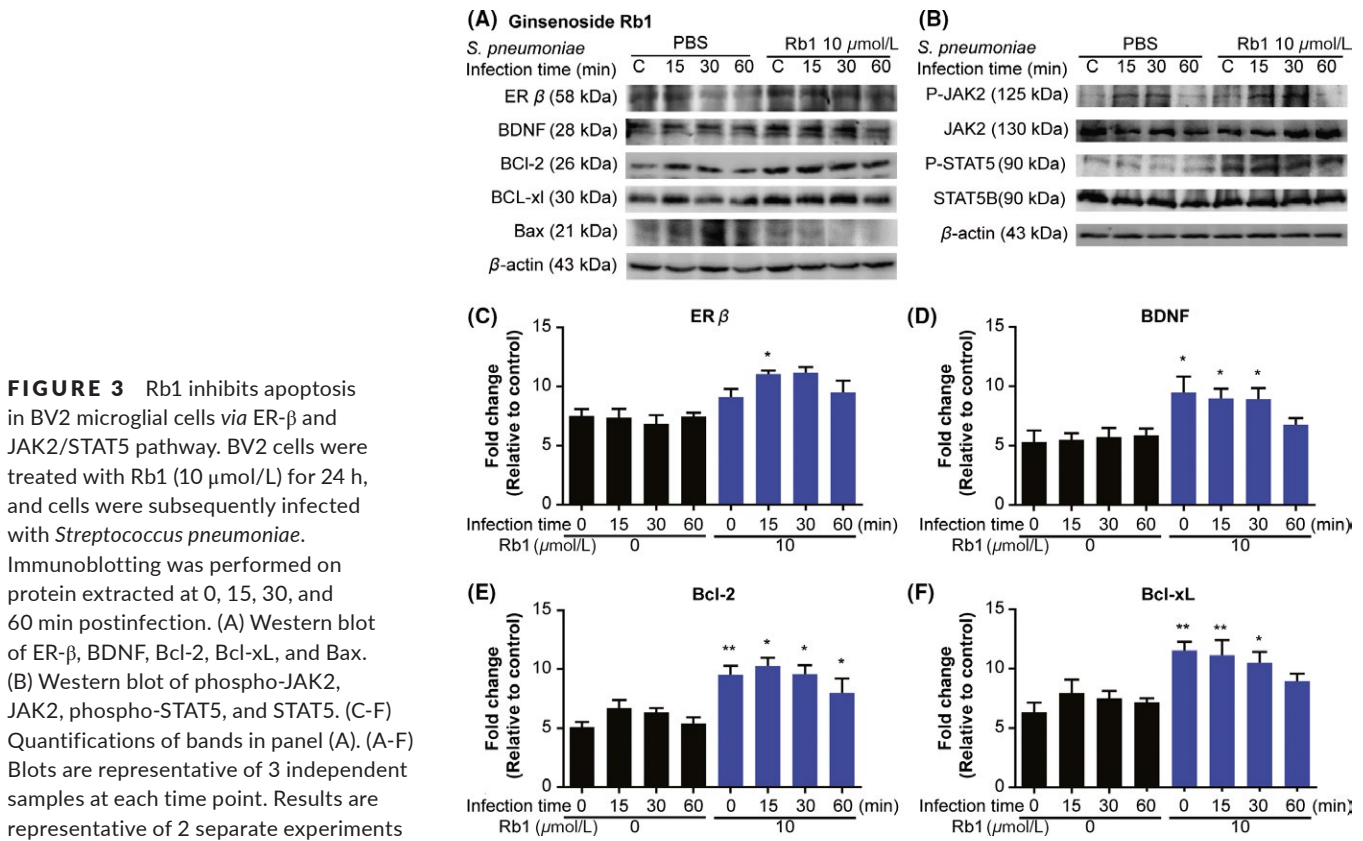 FIGURE 3 Rb1 inhibits apoptosis
in BV2 microglial cells via ER-β and
JAK2/STAT5 pathway. BV2 cells were
treated with Rb1 (10 μmol/L) for 24 h,
and cells were subsequently infected
with Streptococcus pneumoniae.
Immunoblotting was performed on
protein extracted at 0, 15, 30, and
60 min postinfection. (A) Western blot
of ER-β, BDNF, Bcl-2, Bcl-xL, and Bax.
(B) Western blot of phospho-JAK2,
JAK2, phospho-STAT5, and STAT5. (C-F)
Quantifications of bands in panel (A). (A-F)
Blots are representative of 3 independent
samples at each time point. Results are
representative of 2 separate experiments
(A) Ginsenoside Rb1
S. pneumoniae PBS Rb1 10 μmol/L
Infection time (min) C 15 30 60 C 15 30 60
ER β (58 kDa)
BDNF (28 kDa)
BCl-2 (26 kDa)
BCL-xl (30 kDa)
Bax (21 kDa)
β-actin (43 kDa)
(B)
S. pneumoniae PBS Rb1 10 μmol/L
Infection time (min) C 15 30 60 C 15 30 60
P-JAK2 (125 kDa)
JAK2 (130 kDa)
P-STAT5 (90 kDa)
STAT5B(90 kDa)
β-actin (43 kDa)
(C) ER β
Fold change
(Relative to control)
15
10
5
0
*
Infection time 0 15 30 60 0 15 30 60 (min)
Rb1 (μmol/L) 0 10
(D) BDNF
Fold change
(Relative to control)
15
10
5
0
* * *
Infection time 0 15 30 60 0 15 30 60 (min)
Rb1 (μmol/L) 0 10
(E) Bcl-2
Fold change
(Relative to control)
15
10
5
0
** * * *
Infection time 0 15 30 60 0 15 30 60 (min)
Rb1 (μmol/L) 0 10
(F) Bcl-xL
Fold change
(Relative to control)
15
10
5
0
** ** *
Infection time 0 15 30 60 0 15 30 60 (min)
Rb1 (μmol/L) 0 10